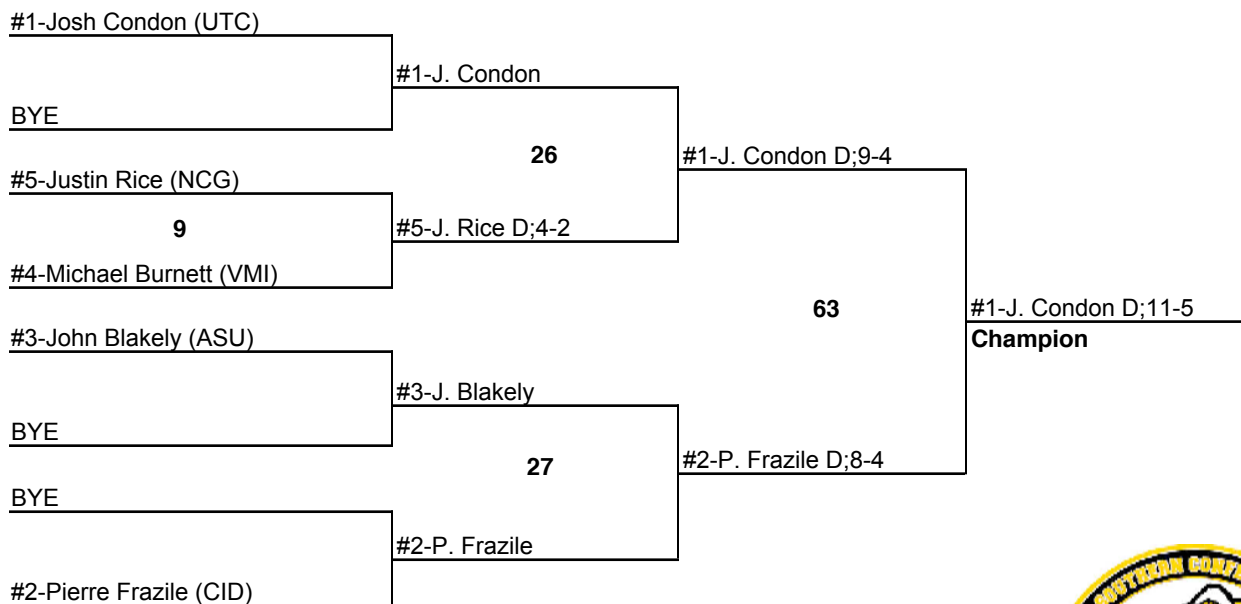 #1-Josh Condon (UTC)
#1-J. Condon
BYE
26
#1-J. Condon D;9-4
#5-Justin Rice (NCG)
9
#5-J. Rice D;4-2
#4-Michael Burnett (VMI)
63
#1-J. Condon D;11-5
Champion
#3-John Blakely (ASU)
#3-J. Blakely
BYE
27
#2-P. Frazile D;8-4
BYE
#2-P. Frazile
#2-Pierre Frazile (CID)
SOUTHERN